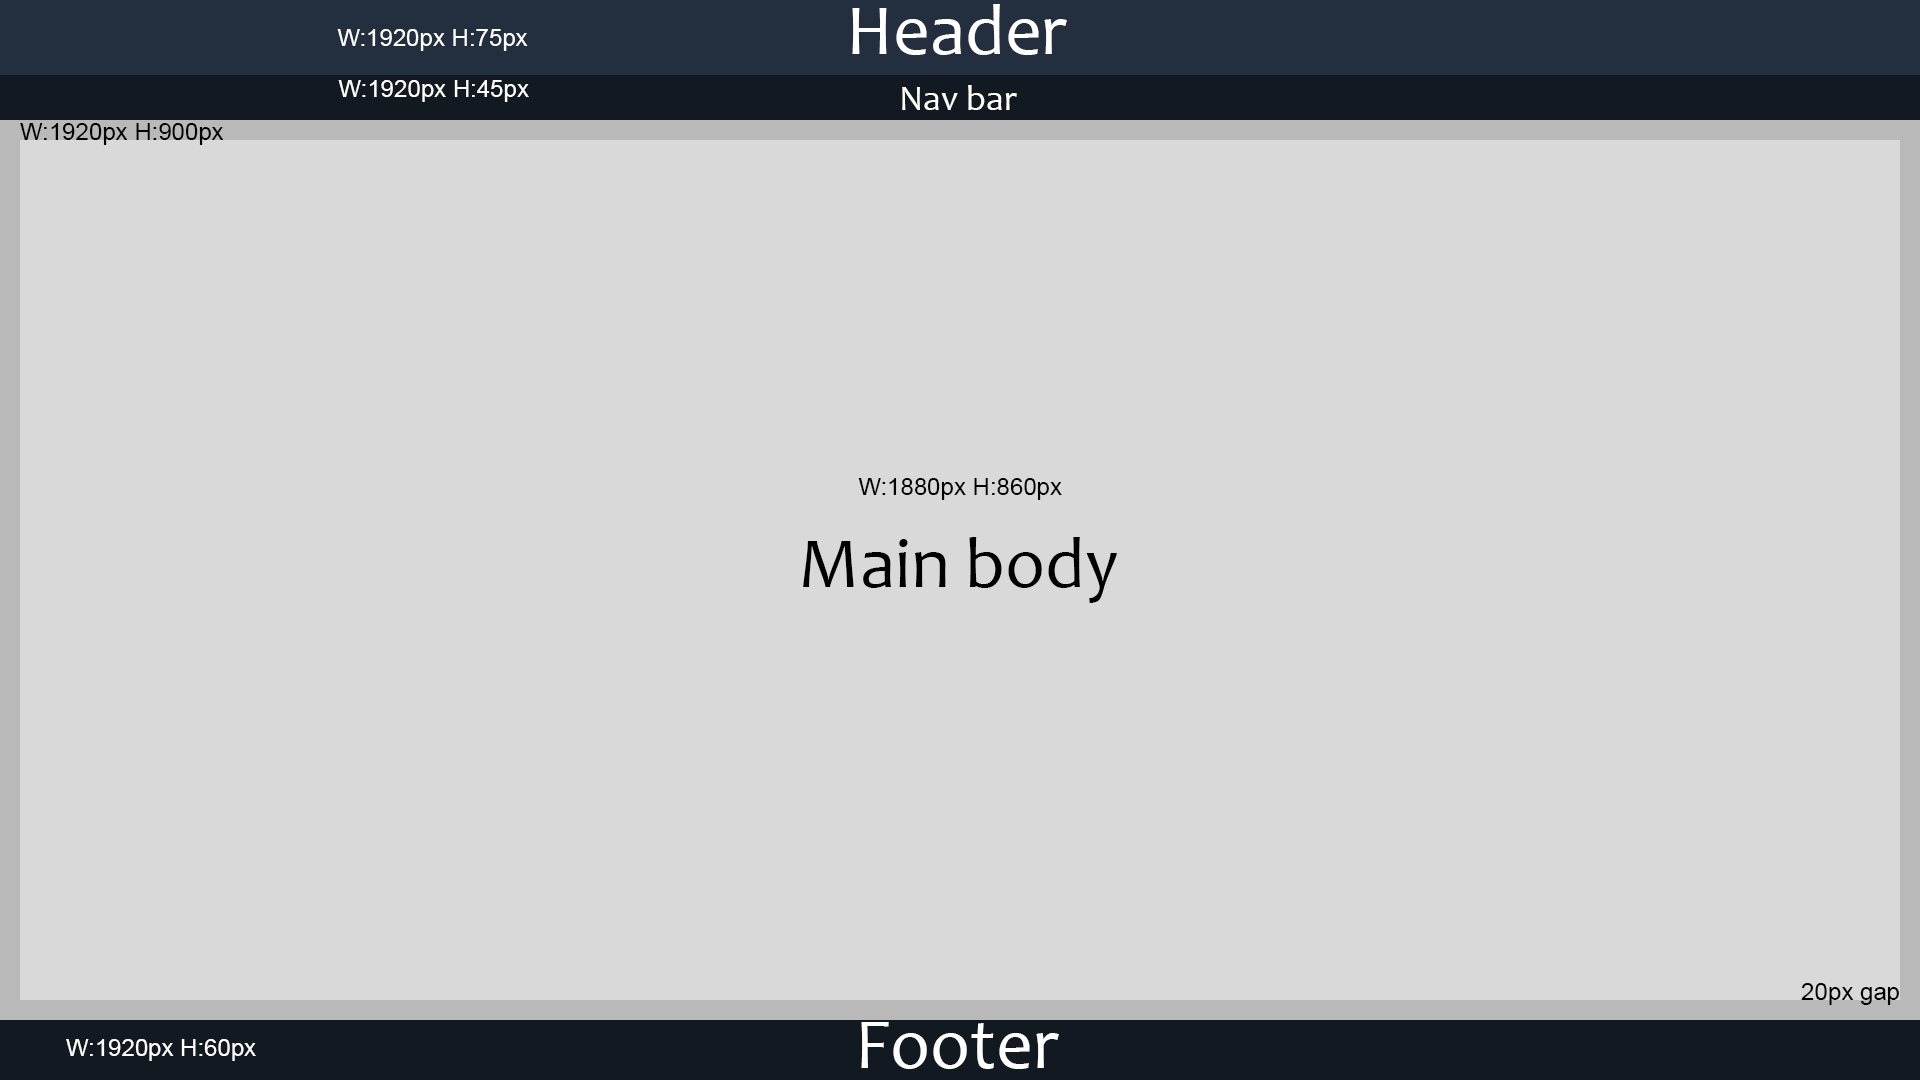 Header
W:1920px H:75px
W:1920px H:45px
Nav bar
W:1920px H:900px
W:1880px H:860px
Main body
20px gap
Footer
W:1920px H:60px